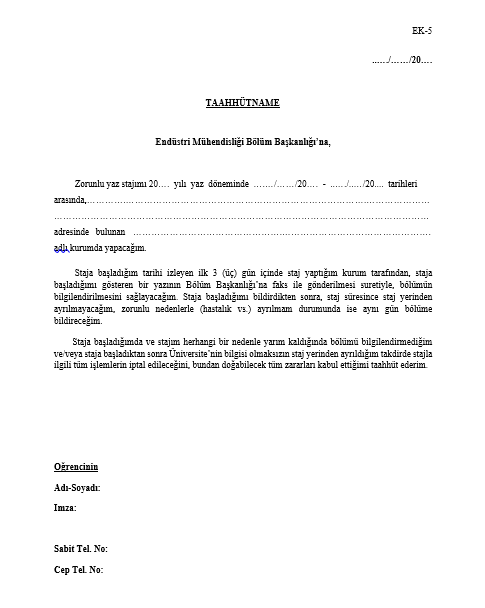 EK-5
……/……/20….
TAAHHÜTNAME
Endüstri Mühendisliği Bölüm Başkanlığı’na,
Zorunlu yaz stajımı 20…. yılı yaz döneminde ……./……/20…. - ……/..…/20.... tarihleri
arasında,……………………………………………………………………………………………
………………………………………………………………………………………………………
adresinde bulunan …………………………………………………………………………………
adlı kurumda yapacağım.
Staja başladığım tarihi izleyen ilk 3 (üç) gün içinde staj yaptığım kurum tarafından, staja
başladığımı gösteren bir yazının Bölüm Başkanlığı’na faks ile gönderilmesi suretiyle, bölümün
bilgilendirilmesini sağlayacağım. Staja başladığımı bildirdikten sonra, staj süresince staj yerinden
ayrılmayacağım, zorunlu nedenlerle (hastalık vs.) ayrılmam durumunda ise aynı gün bölüme
bildireceğim.
Staja başladığımda ve stajım herhangi bir nedenle yarım kaldığında bölümü bilgilendirmediğim
ve/veya staja başladıktan sonra Üniversite’nin bilgisi olmaksızın staj yerinden ayrıldığım takdirde stajla
ilgili tüm işlemlerin iptal edileceğini, bundan doğabilecek tüm zararları kabul ettiğimi taahhüt ederim.
Öğrencinin
Adı-Soyadı:
Imza:
Sabit Tel. No:
Cep Tel. No: